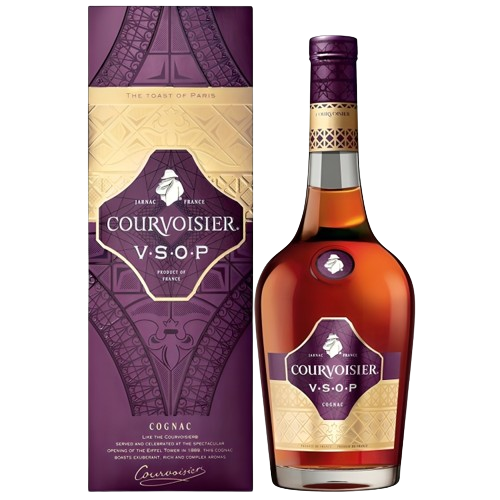 THE TOAST OF PARIS
JARNAC FRANCE
COURVOISIER
V·S·O·P
PRODUCT OF
FRANCE
COGNAC
LIKE THE COURVOISIERS
SERVED AND CELEBRATED AT THE SPECTACULAR
OPENING OF THE EIFFEL TOWER IN 1889, THIS COGNAC
BOASTS EXUBERANT, RICH AND COMPLEX AROMAS.
Courvoisier
COURVOISIER
JARNAC FRANCE
COURVOISIER
V·S·O·P
COGNAC